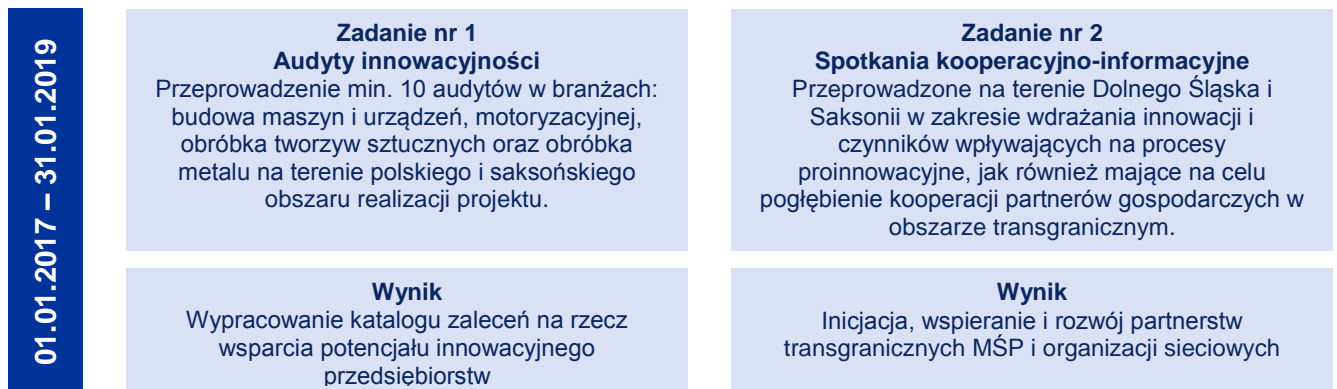 01.01.2017 – 31.01.2019
Zadanie nr 1
Audyty innowacyjności
Przeprowadzenie min. 10 audytów w branżach:
budowa maszyn i urządzeń, motoryzacyjnej,
obróbka tworzyw sztucznych oraz obróbka
metalu na terenie polskiego i saksońskiego
obszaru realizacji projektu.
Wynik
Wypracowanie katalogu zaleceń na rzecz
wsparcia potencjału innowacyjnego
przedsiębiorstw
Zadanie nr 2
Spotkania kooperacyjno-informacyjne
Przeprowadzone na terenie Dolnego Śląska i
Saksonii w zakresie wdrażania innowacji i
czynników wpływających na procesy
proinnowacyjne, jak również mające na celu
pogłębienie kooperacji partnerów gospodarczych w
obszarze transgranicznym.
Wynik
Inicjacja, wspieranie i rozwój partnerstw
transgranicznych MŚP i organizacji sieciowych